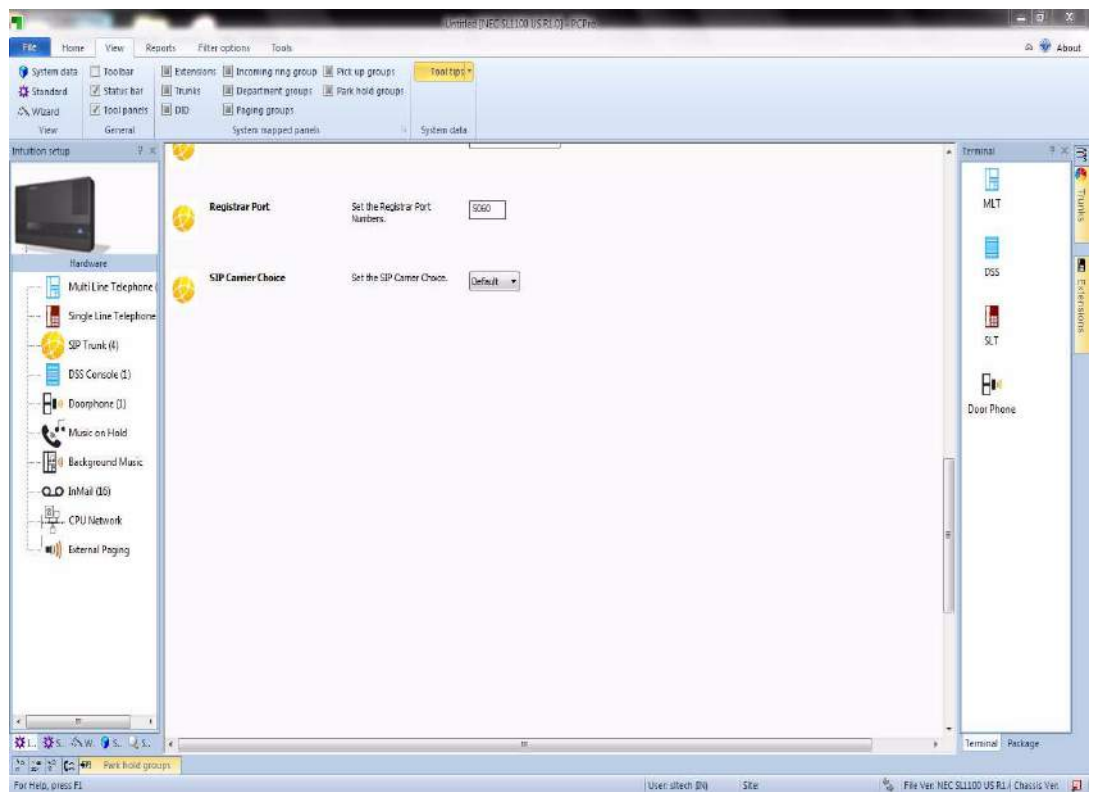 Untitled [NEC SL1100 US R1.0] - PCPro
File Home View Reports Filter options Tools About
System data Toolbar Extensions Incoming ring group Pick up groups Tool tips
Standard Status bar Trunks Department groups Park hold groups
Wizard Tool panels DID Paging groups
View General System mapped panels System data
Intuition setup
Terminal
Hardware
Multi Line Telephone (
Single Line Telephone
SIP Trunk (4)
DSS Console (1)
Doorphone (1)
Music on Hold
Background Music
InMail (16)
CPU Network
External Paging
Registrar Port Set the Registrar Port 5060
Numbers.
SIP Carrier Choice Set the SIP Carrier Choice. Default
MLT
DSS
SLT
Door Phone
Trunks
Extensions
I... S... W... S... S...
Terminal Package
Park hold groups
For Help, press F1 User: sltech (IN) Site: File Ver: NEC SL1100 US R1.( Chassis Ver: